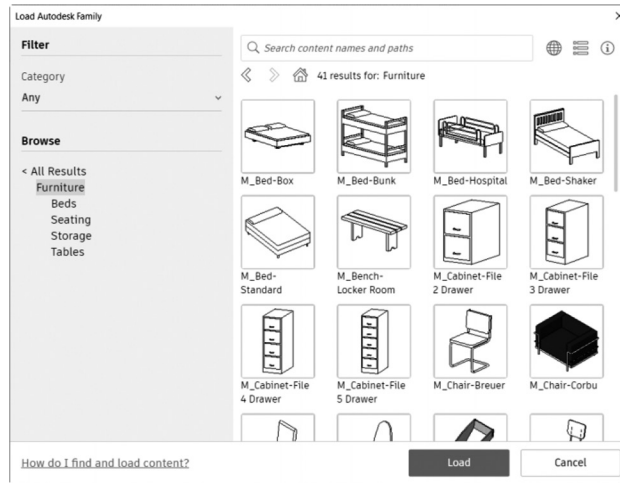 Load Autodesk Family
Filter
Category
Any
Browse
< All Results
Furniture
Beds
Seating
Storage
Tables
Search content names and paths
41 results for: Furniture
M_Bed-Box
M_Bed-Bunk
M_Bed-Hospital
M_Bed-Shaker
M_Bed-
Standard
M_Bench-
Locker Room
M_Cabinet-File
2 Drawer
M_Cabinet-File
3 Drawer
M_Cabinet-File
4 Drawer
M_Cabinet-File
5 Drawer
M_Chair-Breuer
M_Chair-Corbu
How do I find and load content?
Load
Cancel